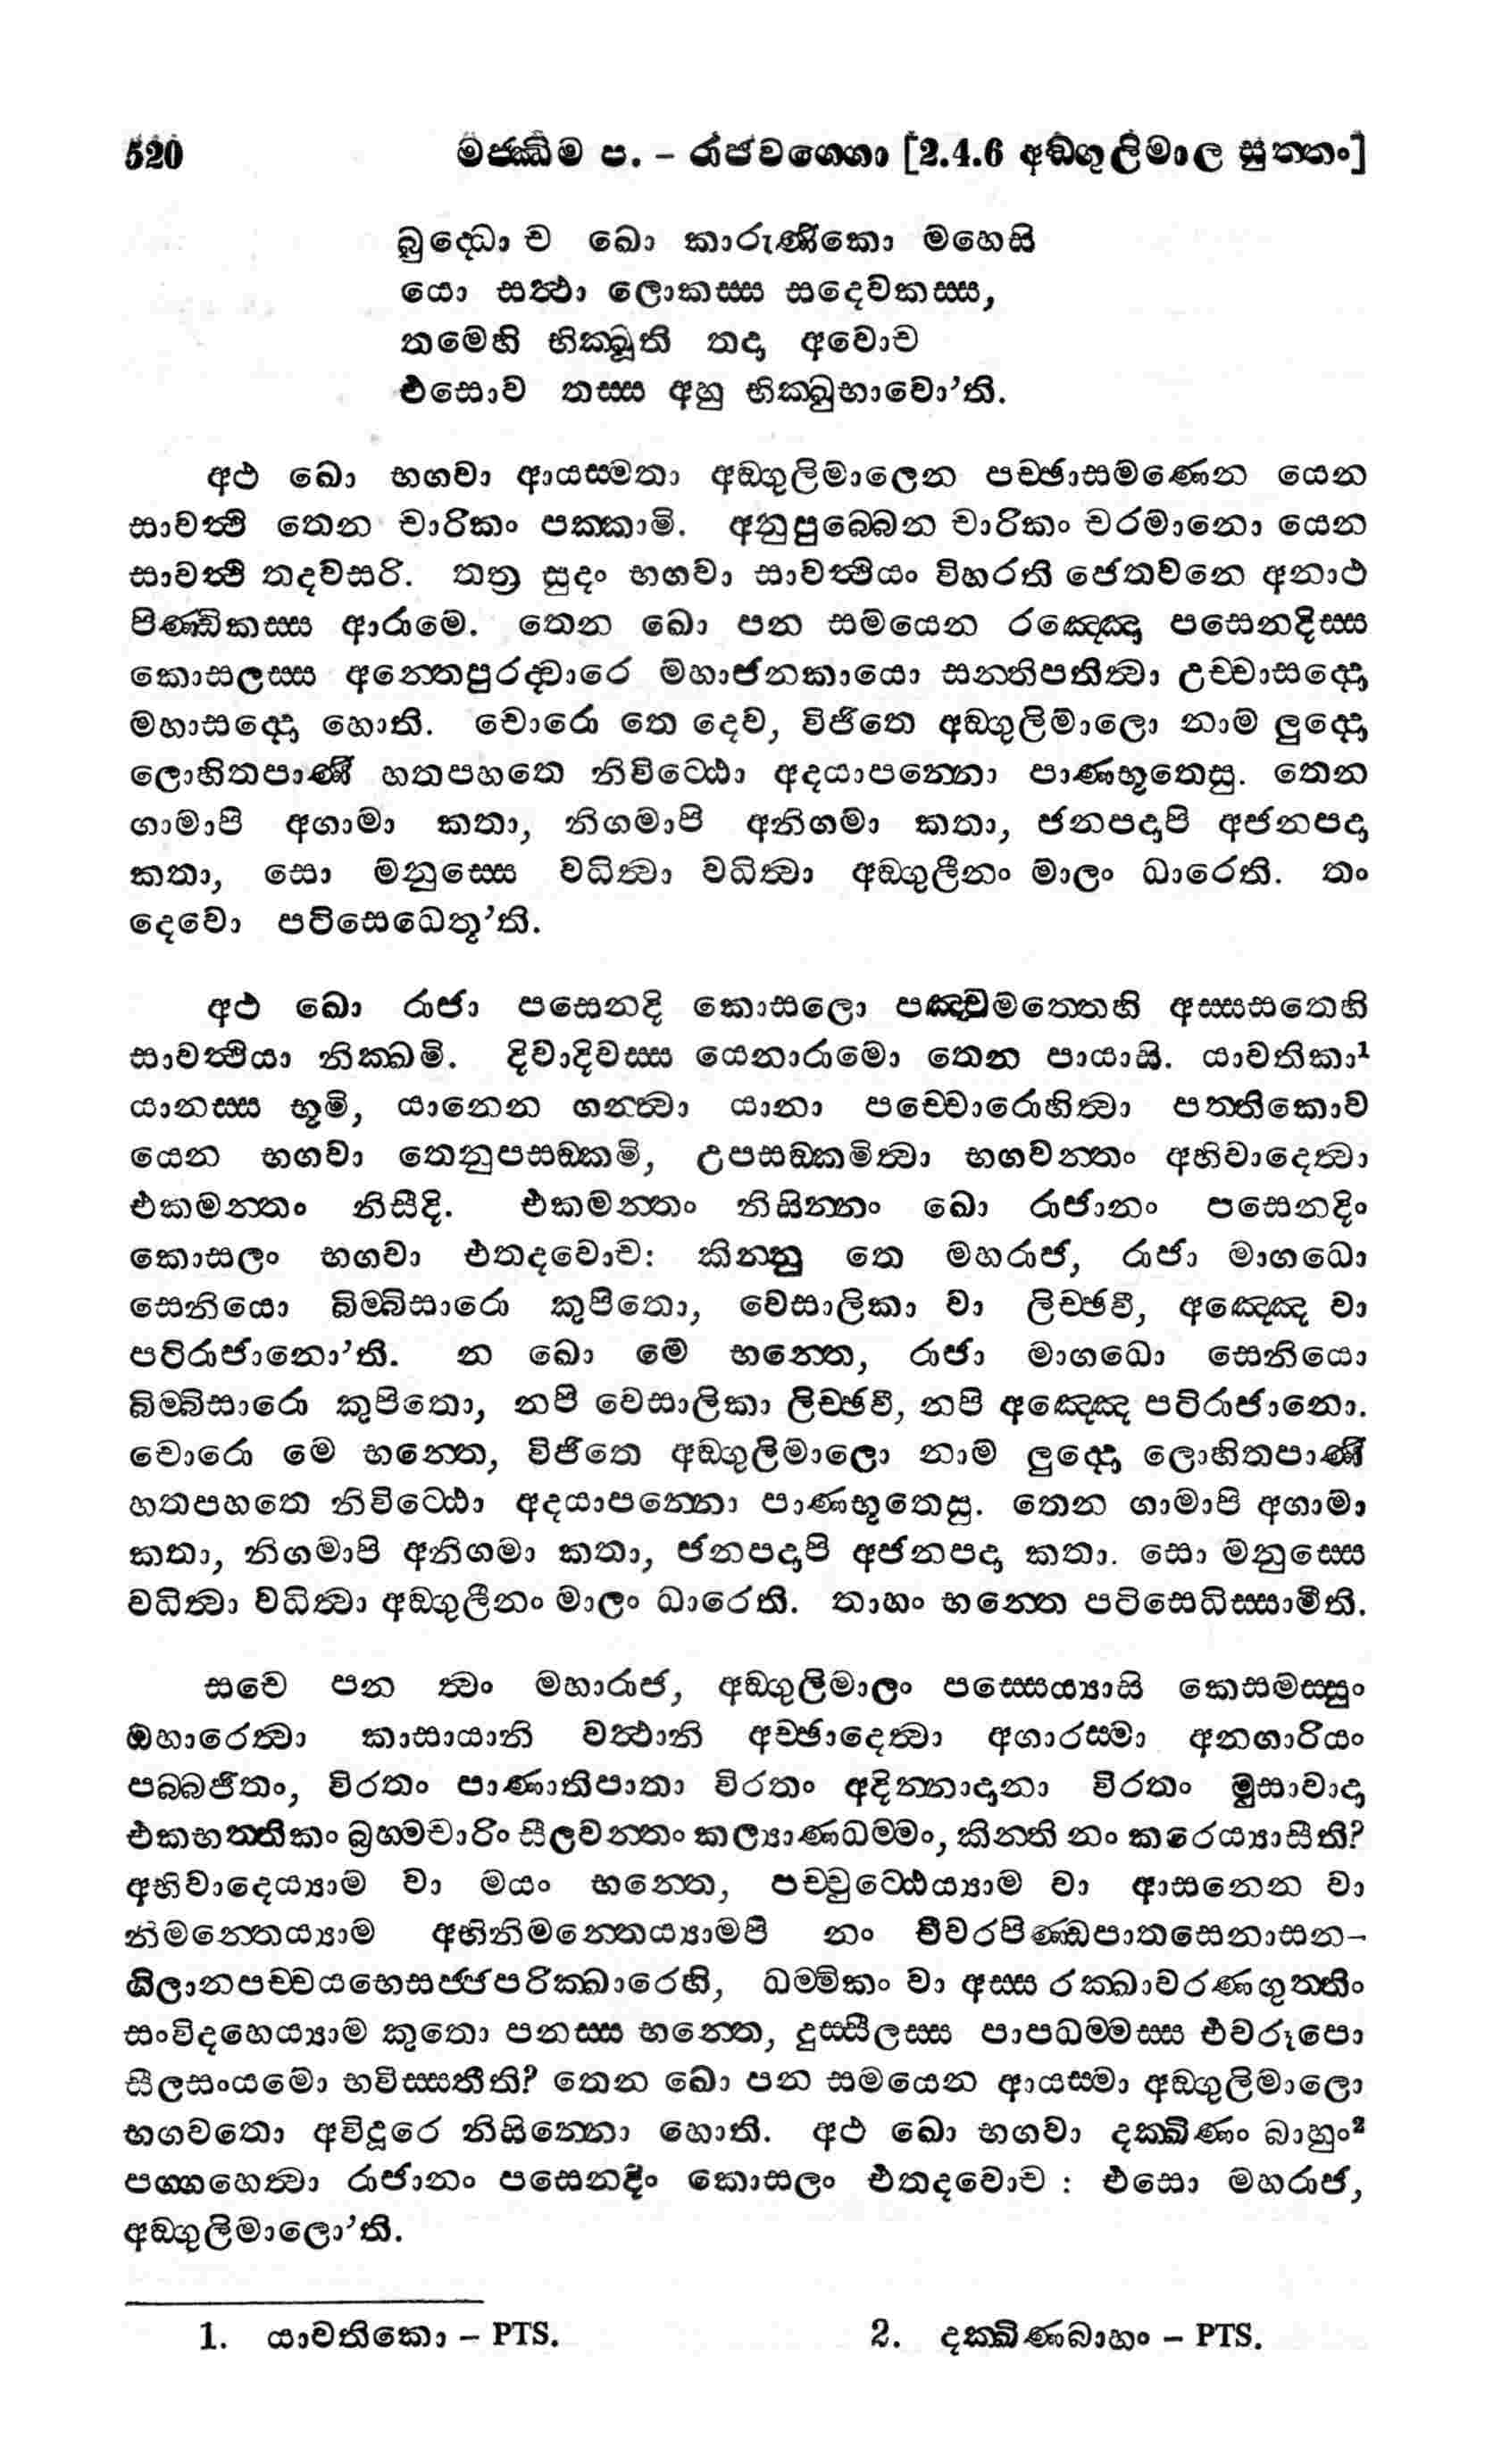 520 මජ්ඣිම ප. – රාජවග්ගො [2.4.6 අඞ්ගුලිමාල සුත්තං]
බුද්ධො ච ඛො කාරුණිකො මහෙසි
යො සත්ථා ලොකස්ස සදෙවකස්ස,
තමෙහි භික්ඛූති තදා අවොච
එසොව තස්ස අහු භික්ඛුභාවො’ති.
අථ ඛො භගවා ආයස්මතා අඞ්ගුලිමාලෙන පච්ඡාසමණෙන යෙන
සාවත්ථි තෙන චාරිකං පක්කාමි. අනුපුබ්බෙන චාරිකං චරමානො යෙන
සාවත්ථි තදවසරි. තත්‍ර සුදං භගවා සාවත්ථියං විහරති ජෙතවනෙ අනාථ
පිණ්ඩිකස්ස ආරාමෙ. තෙන ඛො පන සමයෙන රඤ්ඤො පසෙනදිස්ස
කොසලස්ස අන්තෙපුරද්වාරෙ මහාජනකායො සන්නිපතිත්වා උච්චාසද්දො
මහාසද්දො හොති. චොරො තෙ දෙව, විජිතෙ අඞ්ගුලිමාලො නාම ලුද්දො
ලොහිතපාණී හතපහතෙ නිවිට්ඨො අදයාපන්නො පාණභූතෙසු. තෙන
ගාමාපි අගාමා කතා, නිගමාපි අනිගමා කතා, ජනපදාපි අජනපදා
කතා, සො මනුස්සෙ වධිත්වා වධිත්වා අඞ්ගුලීනං මාලං ධාරෙති. තං
දෙවො පටිසෙධෙතූ’ති.
අථ ඛො රාජා පසෙනදි කොසලො පඤ්චමත්තෙහි අස්සසතෙහි
සාවත්ථියා නික්ඛමි. දිවාදිවස්ස යෙනාරාමො තෙන පායාසි. යාවතිකා¹
යානස්ස භූමි, යානෙන ගන්ත්වා යානා පච්චොරොහිත්වා පත්තිකොව
යෙන භගවා තෙනුපසඞ්කමි, උපසඞ්කමිත්වා භගවන්තං අභිවාදෙත්වා
එකමන්තං නිසීදි. එකමන්තං නිසින්නං ඛො රාජානං පසෙනදිං
කොසලං භගවා එතදවොච: කින්නු තෙ මහරාජ, රාජා මාගධො
සෙනියො බිම්බිසාරො කුපිතො, වෙසාලිකා වා ලිච්ඡවී, අඤ්ඤෙ වා
පටිරාජානො’ති. න ඛො මෙ භන්තෙ, රාජා මාගධො සෙනියො
බිම්බිසාරො කුපිතො, නපි වෙසාලිකා ලිච්ඡවී, නපි අඤ්ඤෙ පටිරාජානො.
චොරො මෙ භන්තෙ, විජිතෙ අඞ්ගුලිමාලො නාම ලුද්දො ලොහිතපාණී
හතපහතෙ නිවිට්ඨො අදයාපන්නො පාණභූතෙසු. තෙන ගාමාපි අගාමා
කතා, නිගමාපි අනිගමා කතා, ජනපදාපි අජනපදා කතා. සො මනුස්සෙ
වධිත්වා වධිත්වා අඞ්ගුලීනං මාලං ධාරෙති. තාහං භන්තෙ පටිසෙධිස්සාමීති.
සචෙ පන ත්වං මහාරාජ, අඞ්ගුලිමාලං පස්සෙය්‍යාසි කෙසමස්සුං
ඔහාරෙත්වා කාසායානි වත්ථානි අච්ඡාදෙත්වා අගාරස්මා අනගාරියං
පබ්බජිතං, විරතං පාණාතිපාතා විරතං අදින්නාදානා විරතං මුසාවාදා
එකභත්තිකං බ්‍රහ්මචාරිං සීලවන්තං කල්‍යාණධම්මං, කින්ති නං කරෙය්‍යාසීති?
අභිවාදෙය්‍යාම වා මයං භන්තෙ, පච්චුට්ඨෙය්‍යාම වා ආසනෙන වා
නිමන්තෙය්‍යාම අභිනිමන්තෙය්‍යාමපි නං චීවරපිණ්ඩපාතසෙනාසන-
ගිලානපච්චයභෙසජ්ජපරික්ඛාරෙහි, ධම්මිකං වා අස්ස රක්ඛාවරණගුත්තිං
සංවිදහෙය්‍යාම කුතො පනස්ස භන්තෙ, දුස්සීලස්ස පාපධම්මස්ස එවරූපො
සීලසංයමො භවිස්සතීති? තෙන ඛො පන සමයෙන ආයස්මා අඞ්ගුලිමාලො
භගවතො අවිදූරෙ නිසින්නො හොති. අථ ඛො භගවා දක්ඛිණං බාහුං²
පග්ගහෙත්වා රාජානං පසෙනදිං කොසලං එතදවොච : එසො මහරාජ,
අඞ්ගුලිමාලො’ති.
1. යාවතිකො – PTS. 2. දක්ඛිණබාහං – PTS.